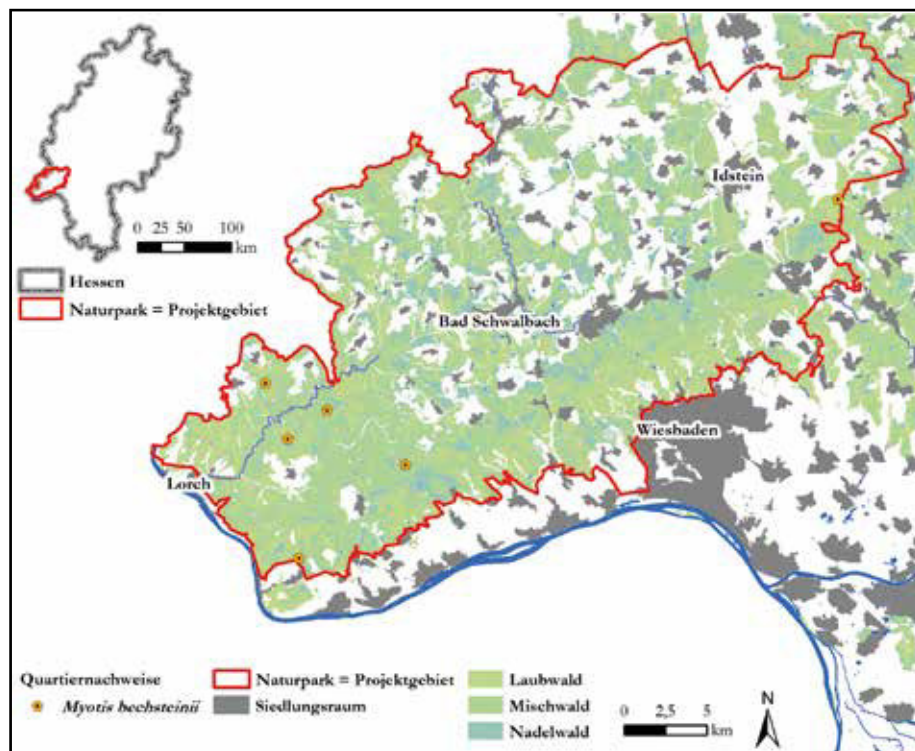 0 25 50 100
km
Hessen
Naturpark = Projektgebiet
Idstein
Bad Schwalbach
Wiesbaden
Lorch
Quartiernachweise
Myotis bechsteinii
Naturpark = Projektgebiet
Siedlungsraum
Laubwald
Mischwald
Nadelwald
0 2,5 5
km
N